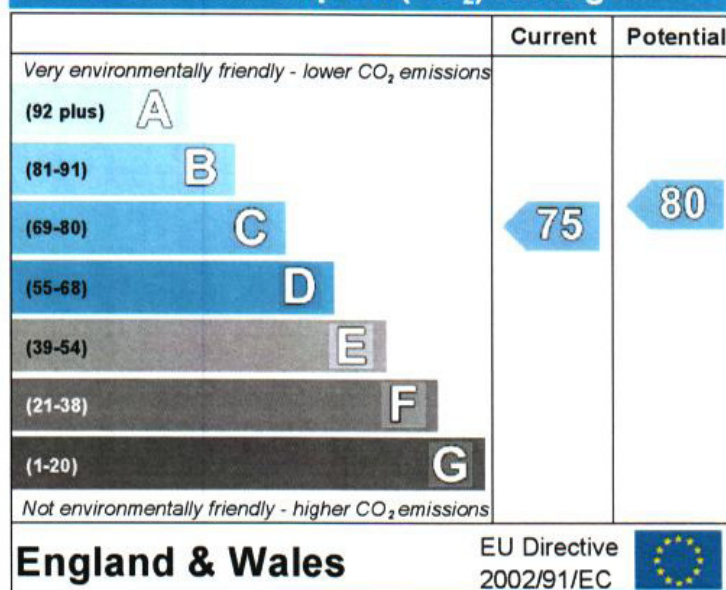 Current Potential
Very environmentally friendly - lower CO₂ emissions
(92 plus) A
(81-91) B
(69-80) C 75 80
(55-68) D
(39-54) E
(21-38) F
(1-20) G
Not environmentally friendly - higher CO₂ emissions
England & Wales
EU Directive
2002/91/EC